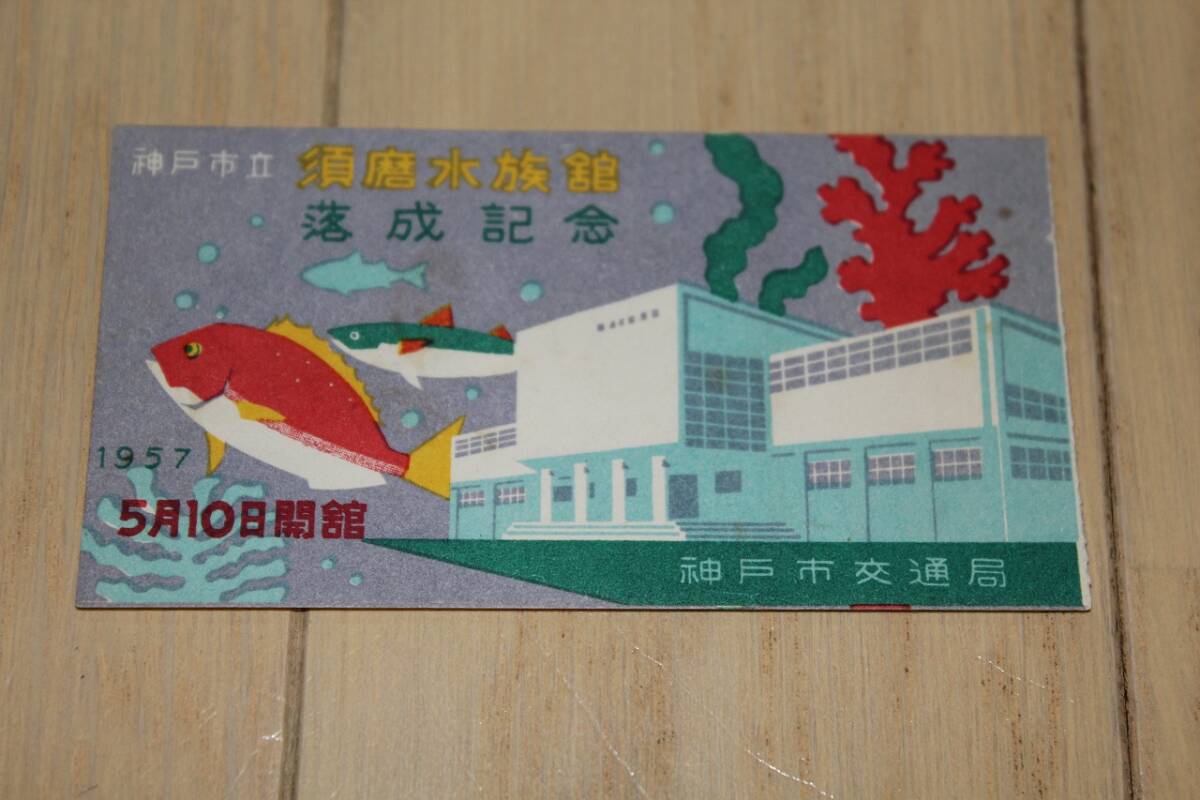 神戸市立 須磨水族館
落成記念
1957
5月10日開館
神戸市交通局